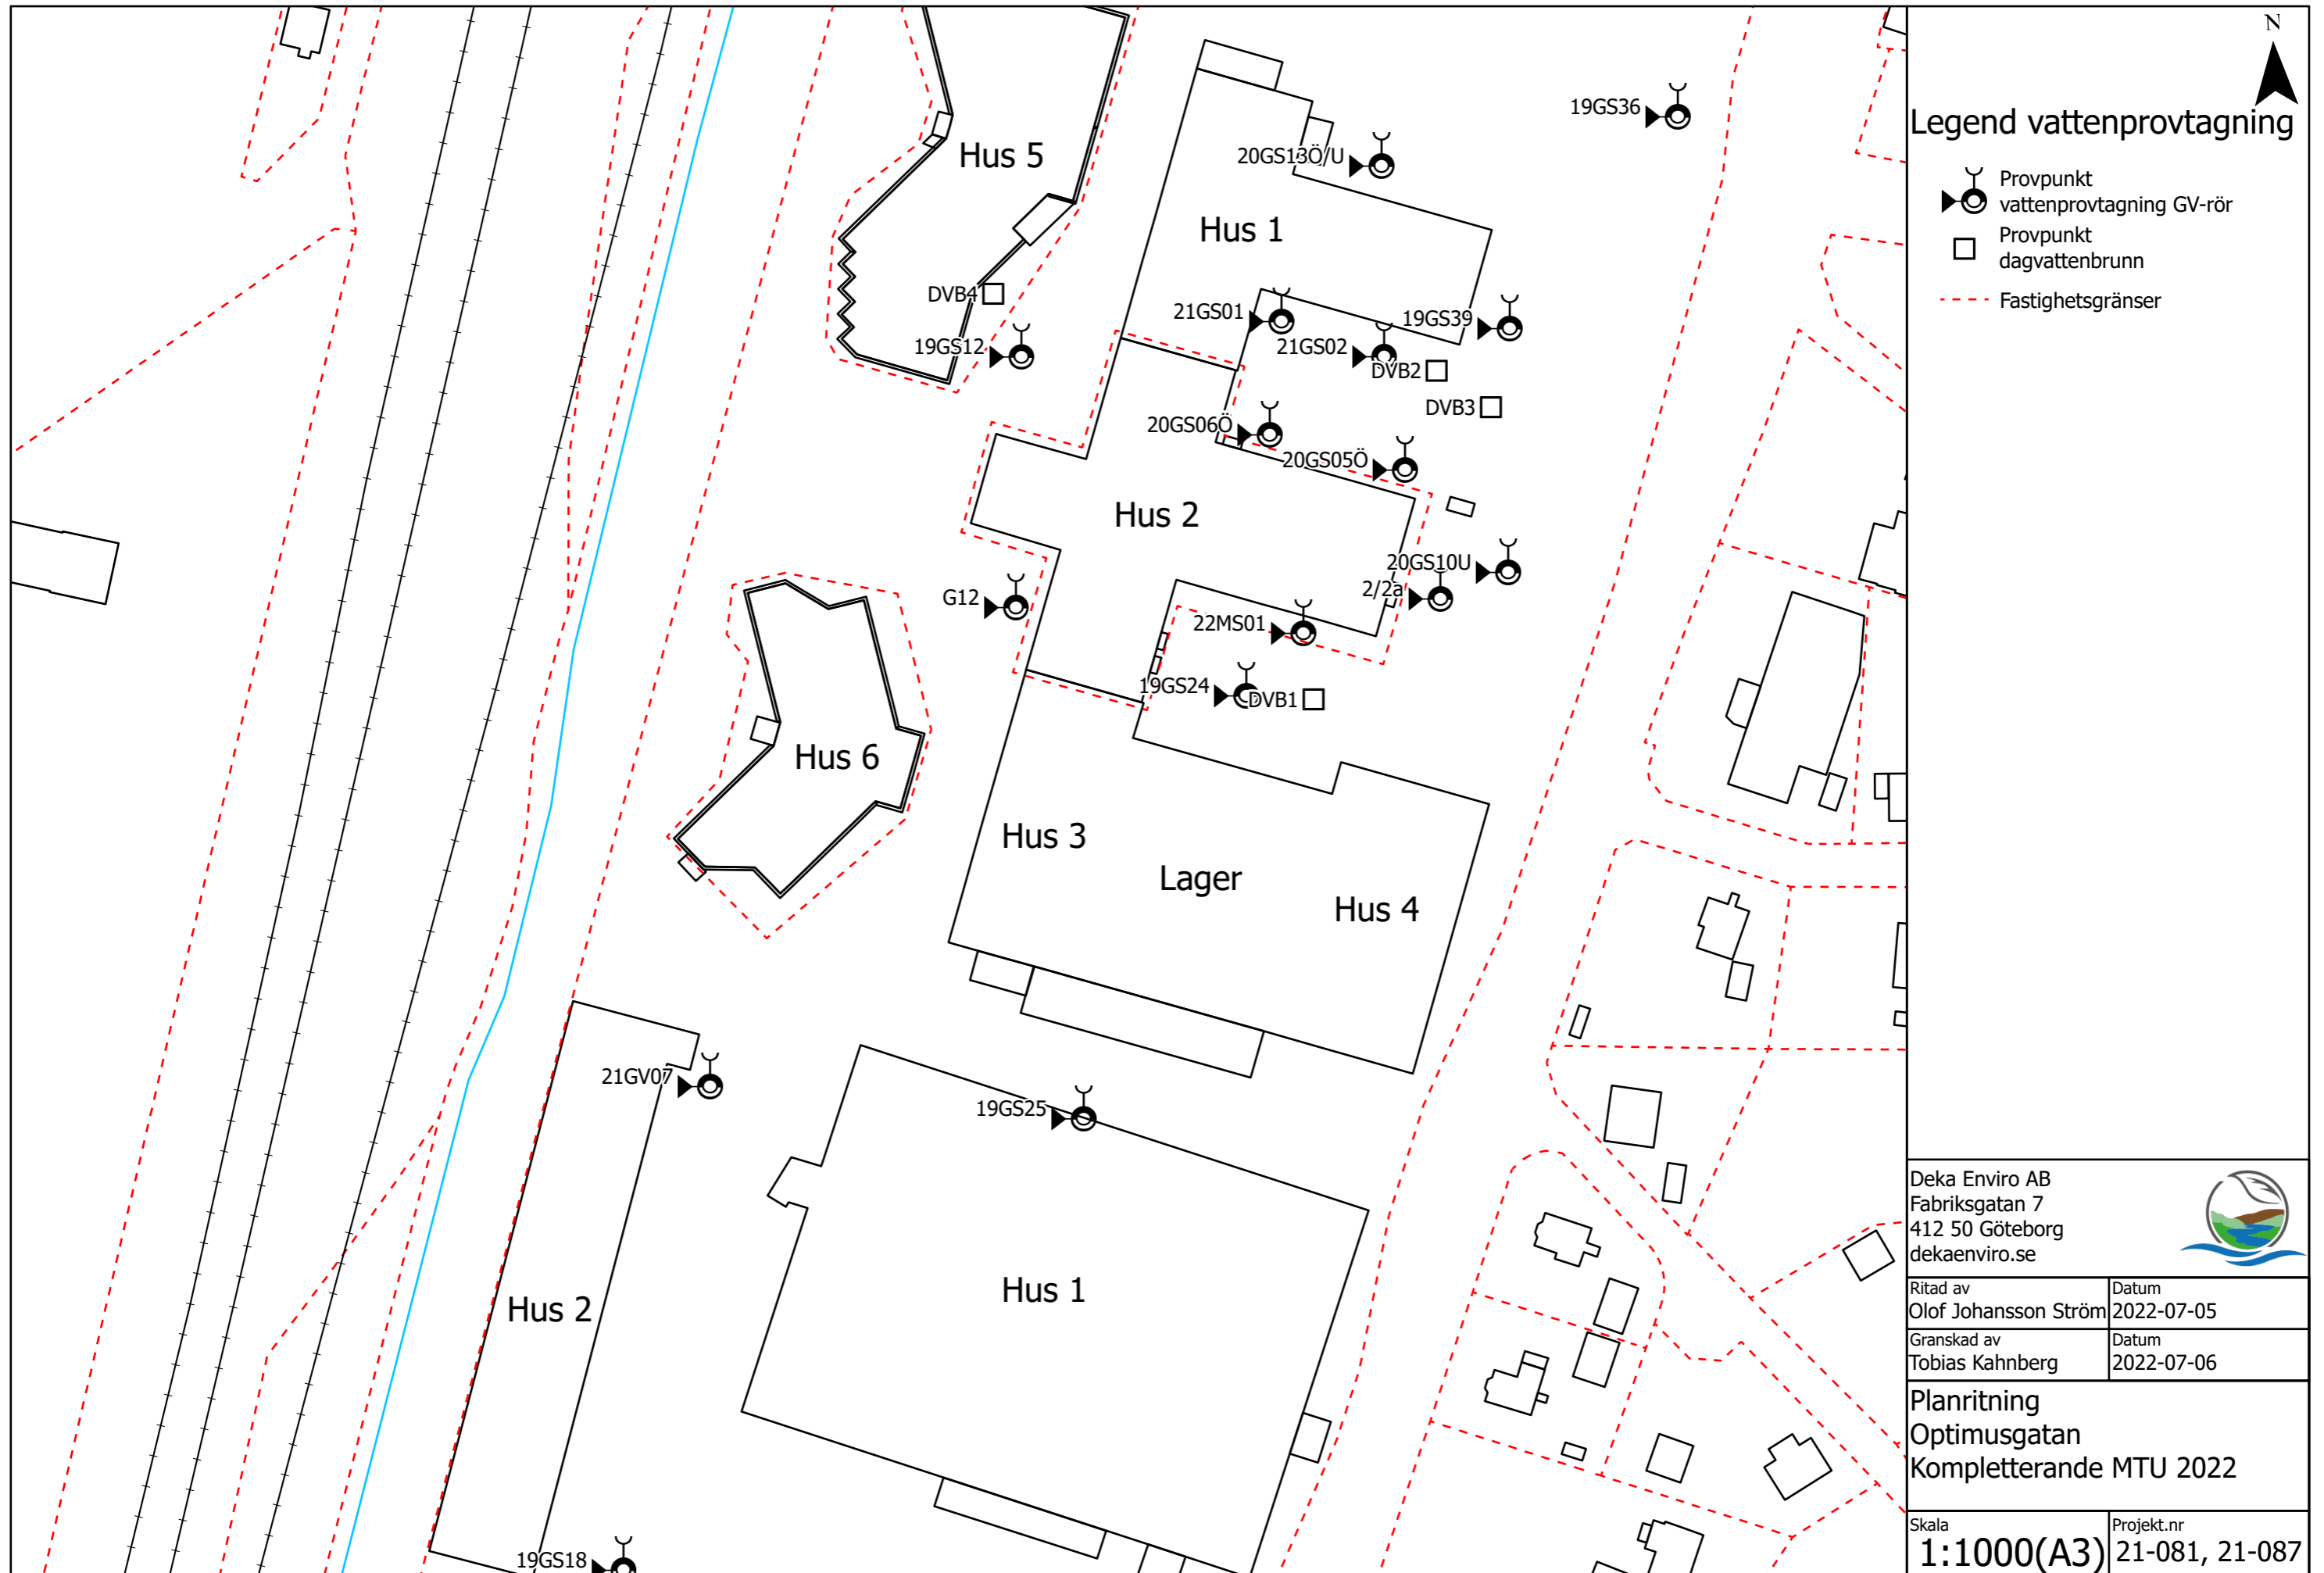 N
Legend vattenprovtagning
Provpunkt
vattenprovtagning GV-rör
Provpunkt
dagvattenbrunn
Fastighetsgränser
19GS36
Hus 5
20GS13Ö/U
Hus 1
DVB4
21GS01
19GS39
19GS12
21GS02
DVB2
DVB3
20GS06Ö
20GS05Ö
Hus 2
20GS10U
2/2a
G12
22MS01
19GS24
DVB1
Hus 6
Hus 3
Lager
Hus 4
21GV07
19GS25
Hus 1
Hus 2
19GS18
Deka Enviro AB
Fabriksgatan 7
412 50 Göteborg
dekaenviro.se
Ritad av
Olof Johansson Ström
Datum
2022-07-05
Granskad av
Tobias Kahnberg
Datum
2022-07-06
Planritning
Optimusgatan
Kompletterande MTU 2022
Skala
1:1000(A3)
Projekt.nr
21-081, 21-087